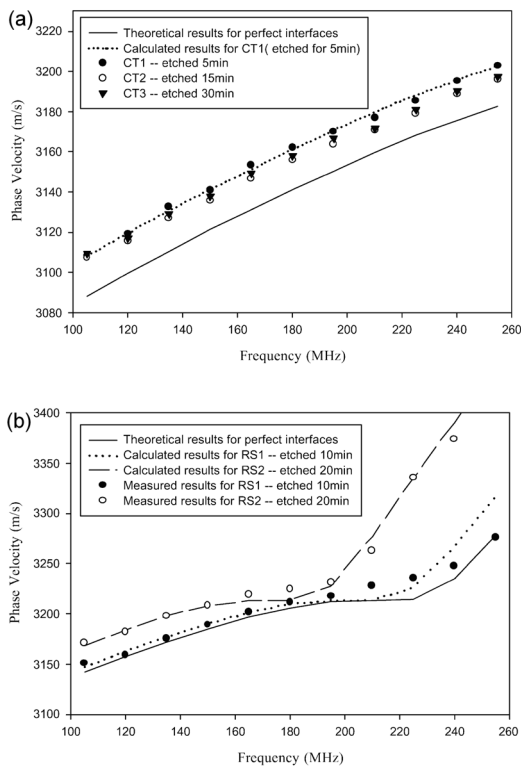 (a)
3220
3200
3180
3160
3140
3120
3100
3080
Phase Velocity (m/s)
Theoretical results for perfect interfaces
Calculated results for CT1( etched for 5min)
CT1 -- etched 5min
CT2 -- etched 15min
CT3 -- etched 30min
100 120 140 160 180 200 220 240 260
Frequency (MHz)
(b)
3400
3350
3300
3250
3200
3150
3100
Phase Velocity (m/s)
Theoretical results for perfect interfaces
Calculated results for RS1 -- etched 10min
Calculated results for RS2 -- etched 20min
Measured results for RS1 -- etched 10min
Measured results for RS2 -- etched 20min
100 120 140 160 180 200 220 240 260
Frequency (MHz)